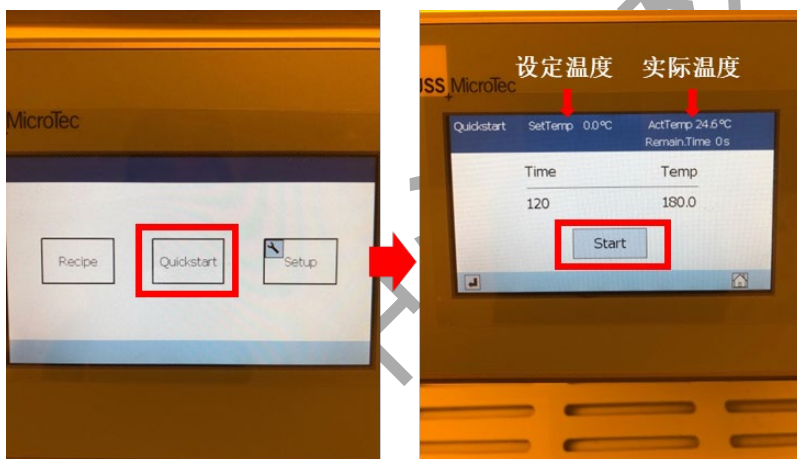 MicroTec
Recipe
Quickstart
Setup
设定温度 实际温度
USS MicroTec
Quickstart SetTemp 0.0℃ ActTemp 24.6℃
Remain.Time 0s
Time Temp
120 180.0
Start